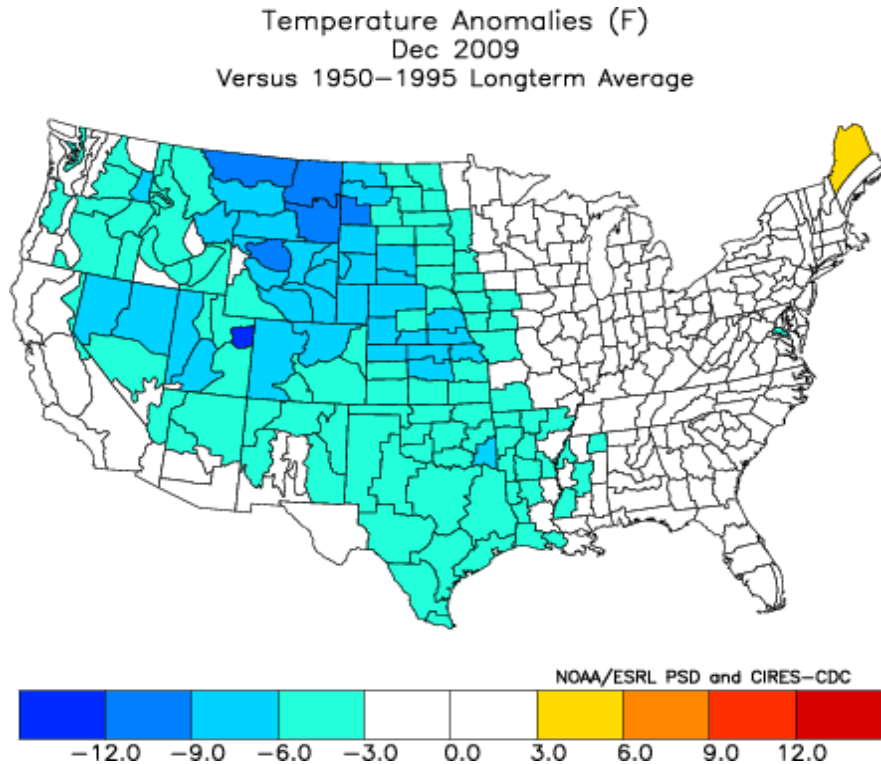 Temperature Anomalies (F)
Dec 2009
Versus 1950-1995 Longterm Average
NOAA/ESRL PSD and CIRES-CDC
-12.0 -9.0 -6.0 -3.0 0.0 3.0 6.0 9.0 12.0